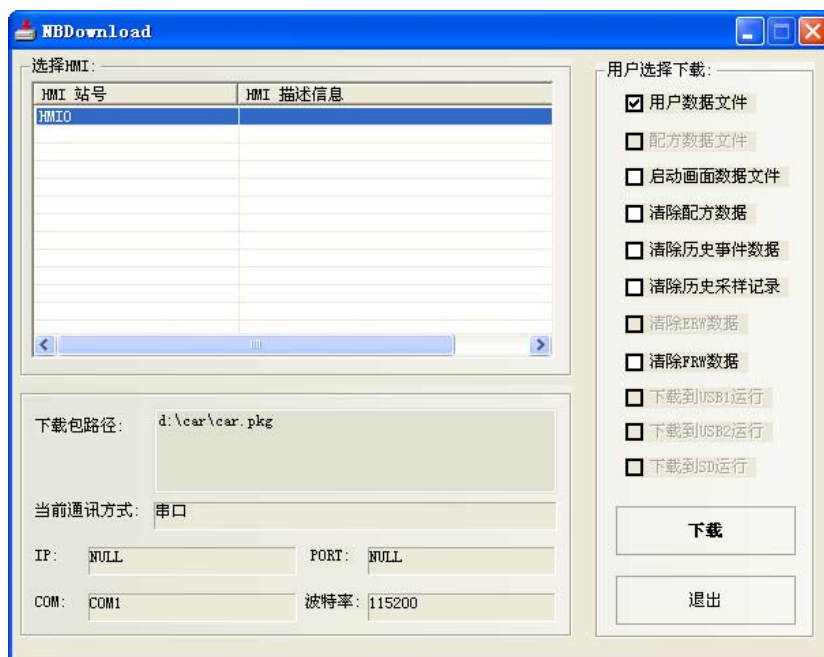 NBDownload
选择HMI:
HMI 站号 HMI 描述信息
HMI0
下载包路径: d:\car\car.pkg
当前通讯方式: 串口
IP: NULL PORT: NULL
COM: COM1 波特率: 115200
用户选择下载:
用户数据文件
配方数据文件
启动画面数据文件
清除配方数据
清除历史事件数据
清除历史采样记录
清除ERW数据
清除FRW数据
下载到USB1运行
下载到USB2运行
下载到SD运行
下载
退出